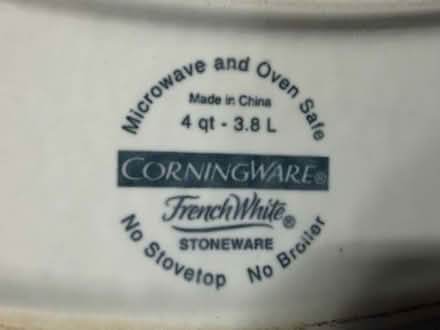 Microwave and Oven Safe
Made in China
4 qt - 3.8 L
CORNINGWARE®
French White®
STONEWARE
No Stovetop No Broiler